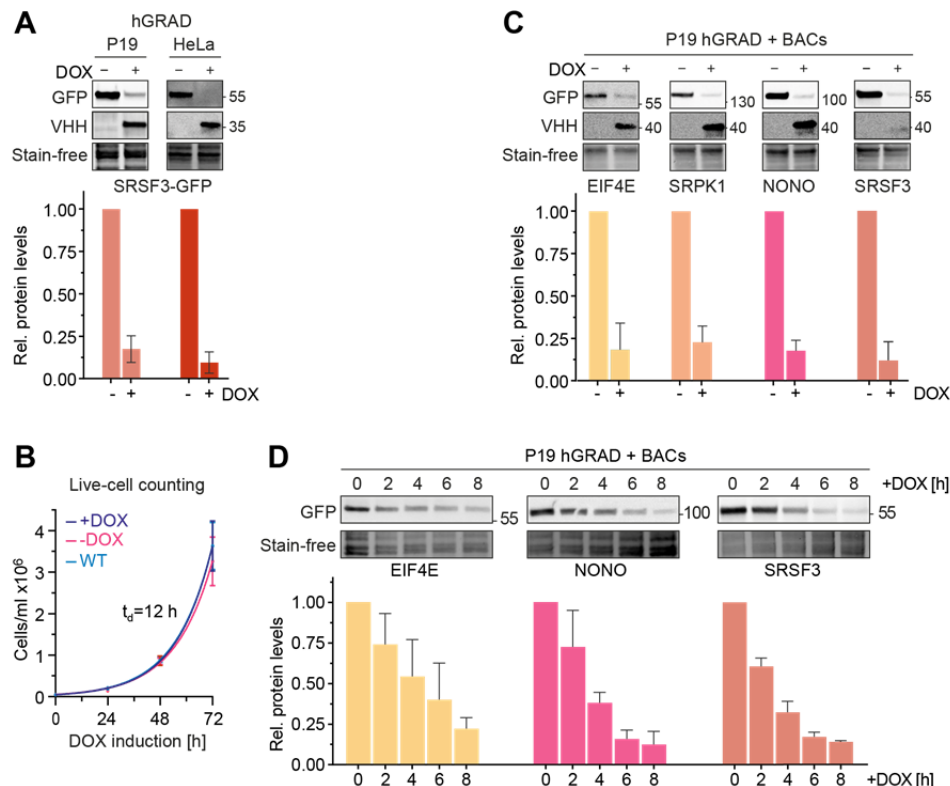 A
hGRAD
P19 HeLa
DOX - + - +
GFP 55
VHH 35
Stain-free
SRSF3-GFP
Rel. protein levels
1.00
0.75
0.50
0.25
0.00
- + - + DOX
B
Live-cell counting
+DOX
-DOX
WT
t_d=12 h
Cells/ml x10^6
4
3
2
1
0
0 24 48 72
DOX induction [h]
C
P19 hGRAD + BACs
DOX - + - + - + - +
GFP 55 130 100 55
VHH 40 40 40 40
Stain-free
EIF4E SRPK1 NONO SRSF3
Rel. protein levels
1.00
0.75
0.50
0.25
0.00
- + - + - + - + DOX
D
P19 hGRAD + BACs
0 2 4 6 8 0 2 4 6 8 0 2 4 6 8 +DOX [h]
GFP 55 100 55
Stain-free
EIF4E NONO SRSF3
Rel. protein levels
1.00
0.75
0.50
0.25
0.00
0 2 4 6 8 0 2 4 6 8 0 2 4 6 8 +DOX [h]